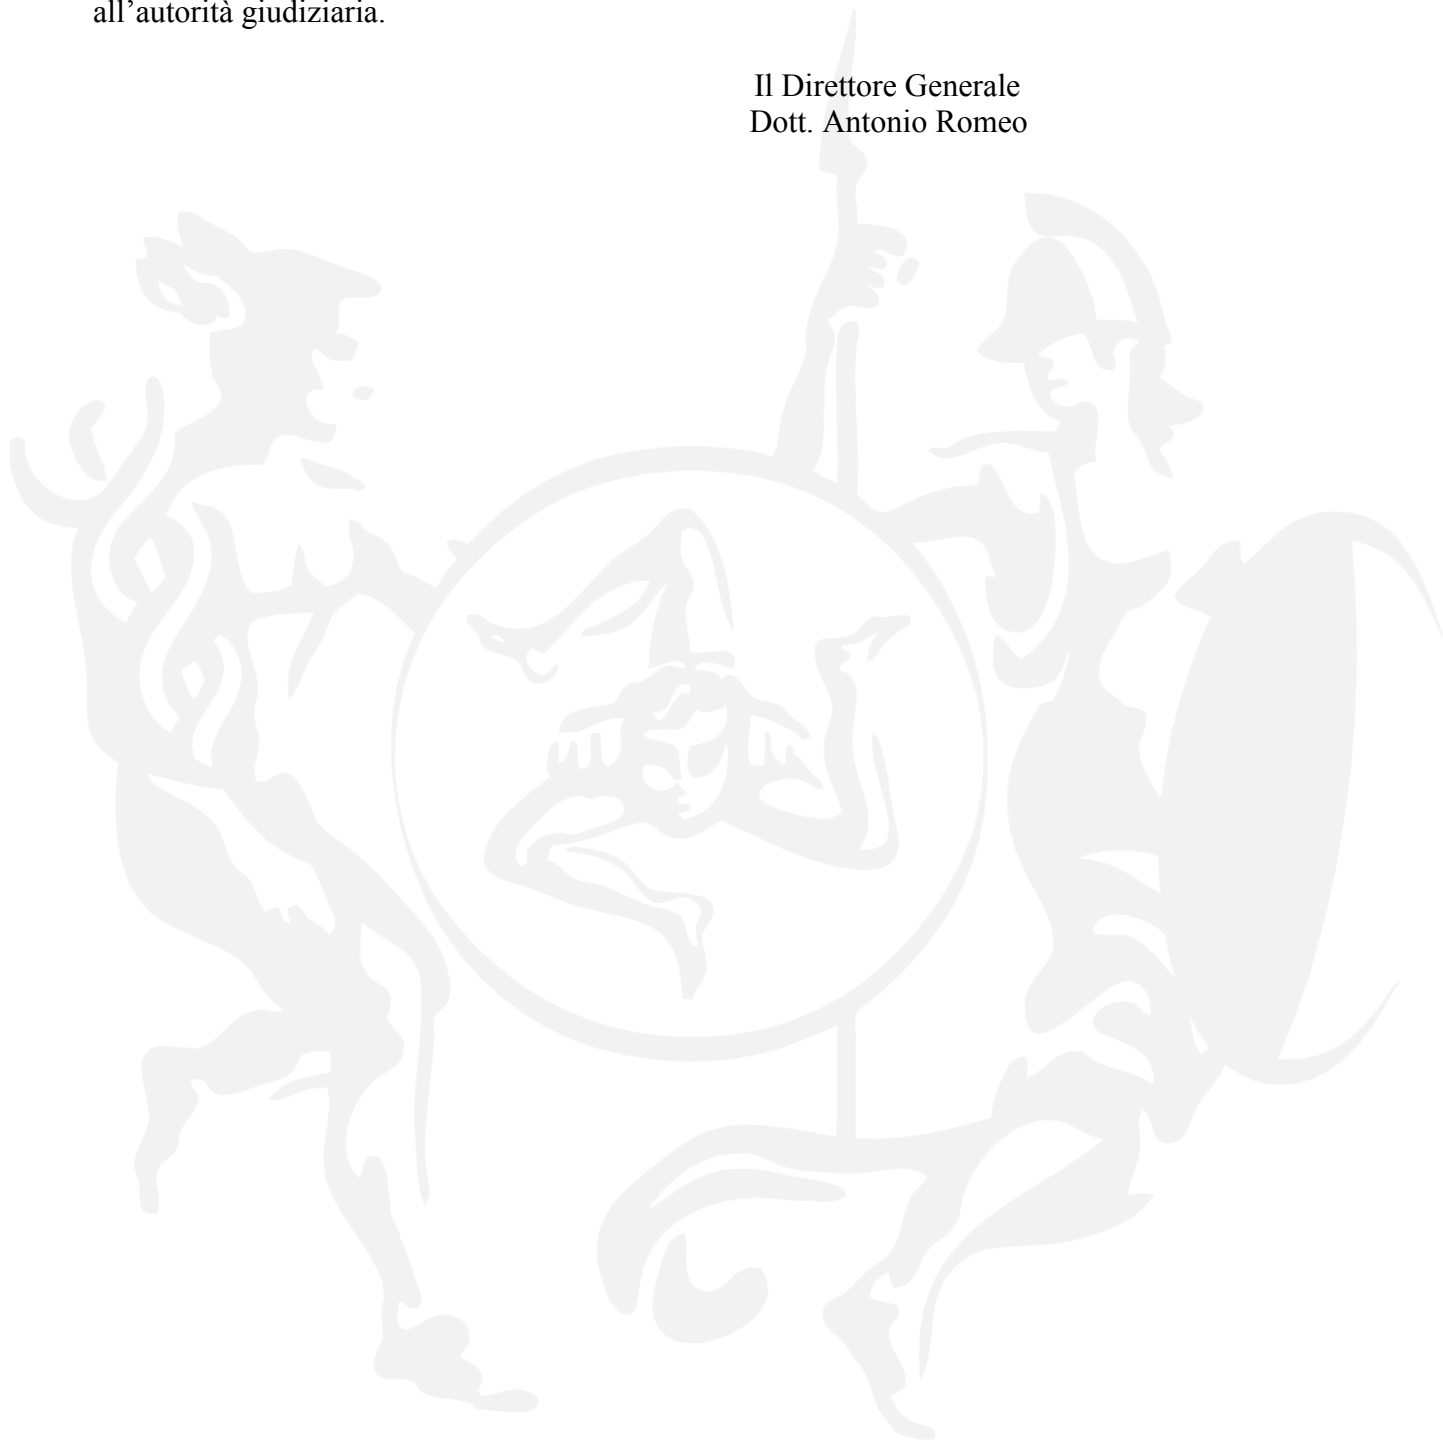 all’autorità giudiziaria.
Il Direttore Generale
Dott. Antonio Romeo